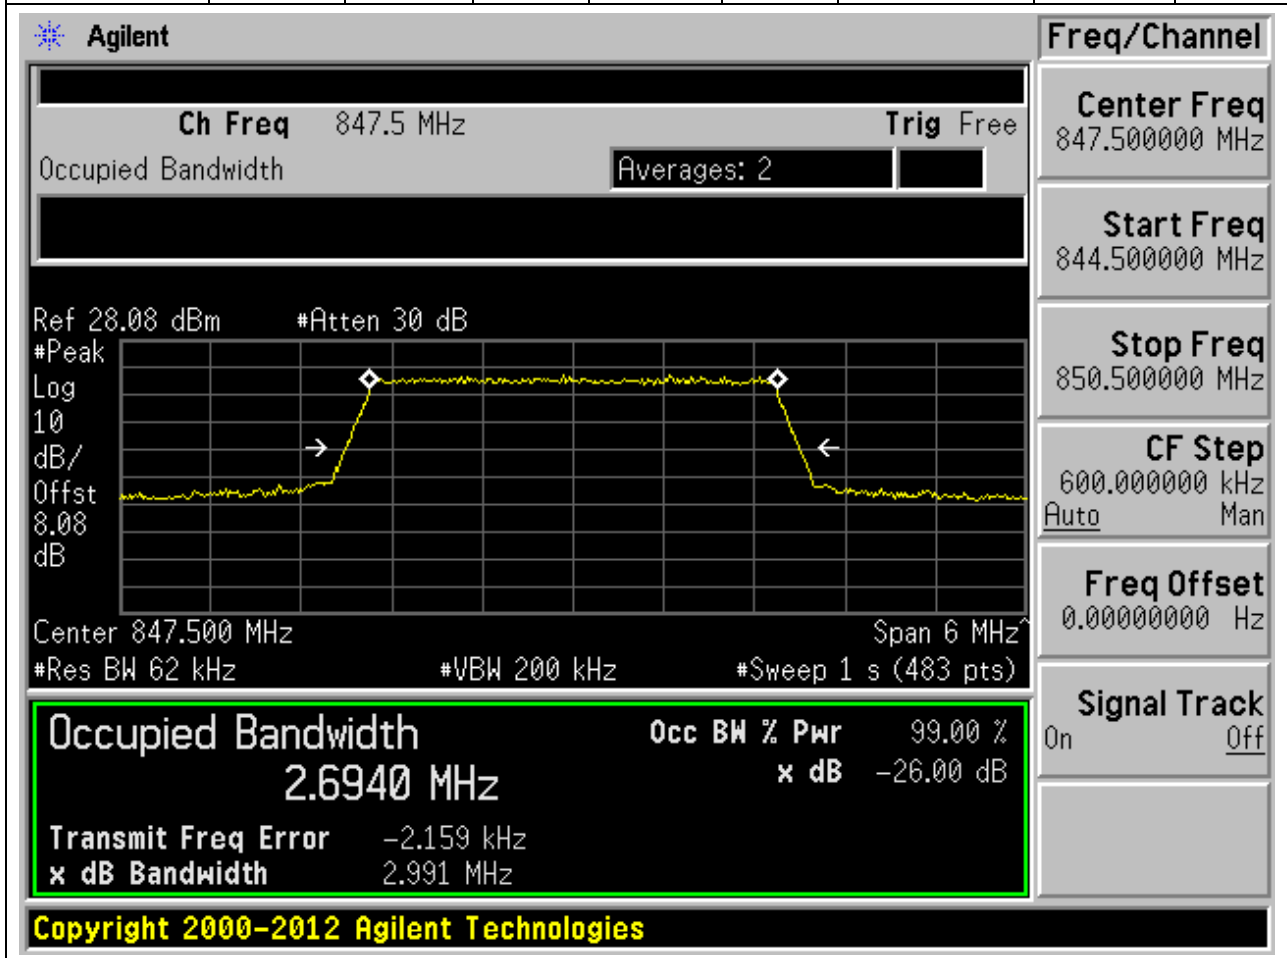 Agilent
Freq/Channel
Ch Freq 847.5 MHz Trig Free
Occupied Bandwidth Averages: 2
Center Freq
847.500000 MHz
Start Freq
844.500000 MHz
Stop Freq
850.500000 MHz
CF Step
600.000000 kHz
Auto Man
Freq Offset
0.00000000 Hz
Signal Track
On Off
Ref 28.08 dBm #Atten 30 dB
#Peak
Log
10
dB/
Offst
8.08
dB
Center 847.500 MHz Span 6 MHz^
#Res BW 62 kHz #VBW 200 kHz #Sweep 1 s (483 pts)
Occupied Bandwidth Occ BW % Pwr 99.00 %
2.6940 MHz x dB -26.00 dB
Transmit Freq Error -2.159 kHz
x dB Bandwidth 2.991 MHz
Copyright 2000-2012 Agilent Technologies